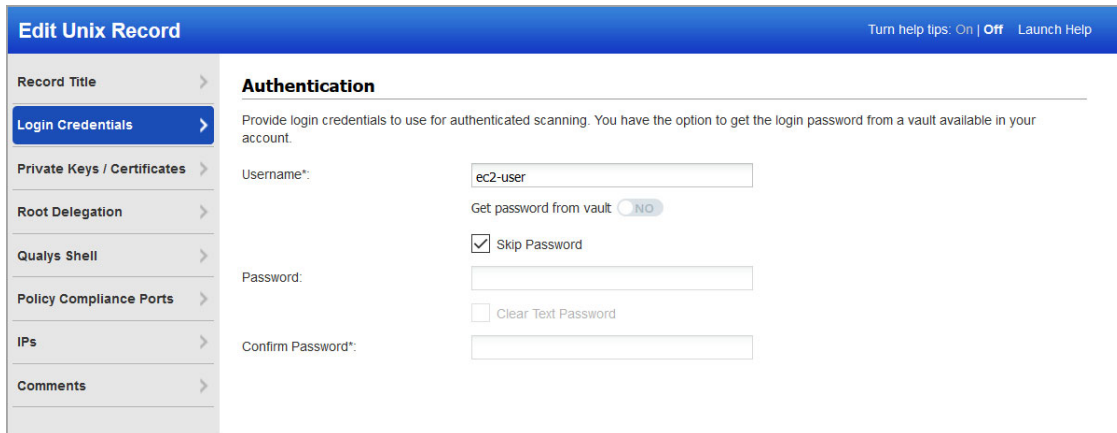 Edit Unix Record
Turn help tips: On | Off Launch Help
Record Title
Login Credentials
Private Keys / Certificates
Root Delegation
Qualys Shell
Policy Compliance Ports
IPs
Comments
Authentication
Provide login credentials to use for authenticated scanning. You have the option to get the login password from a vault available in your
account.
Username*:
ec2-user
Get password from vault NO
Skip Password
Password:
Clear Text Password
Confirm Password*: